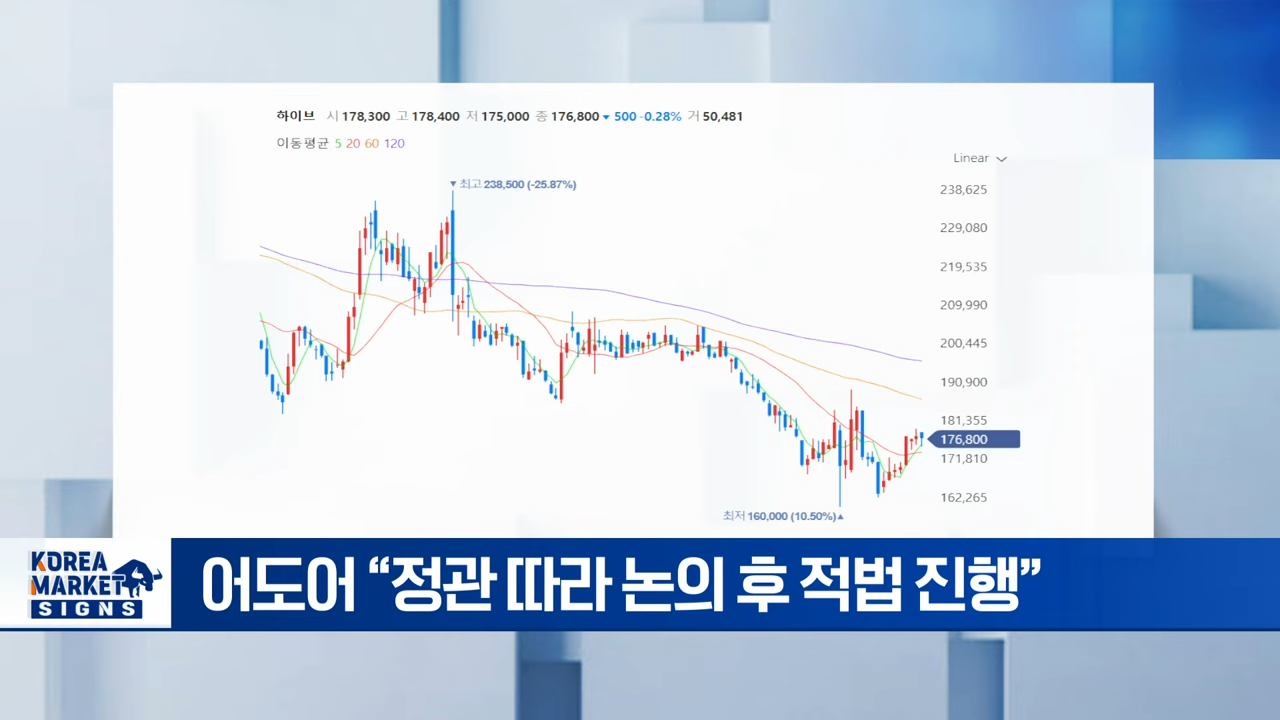 하이브 시 178,300 고 178,400 저 175,000 종 176,800 ▼ 500 -0.28% 거 50,481
이동평균 5 20 60 120
Linear
▼최고 238,500 (-25.87%)
238,625
229,080
219,535
209,990
200,445
190,900
181,355
176,800
171,810
162,265
최저 160,000 (10.50%)▲
KOREA
MARKET
SIGNS
어도어 “정관 따라 논의 후 적법 진행”